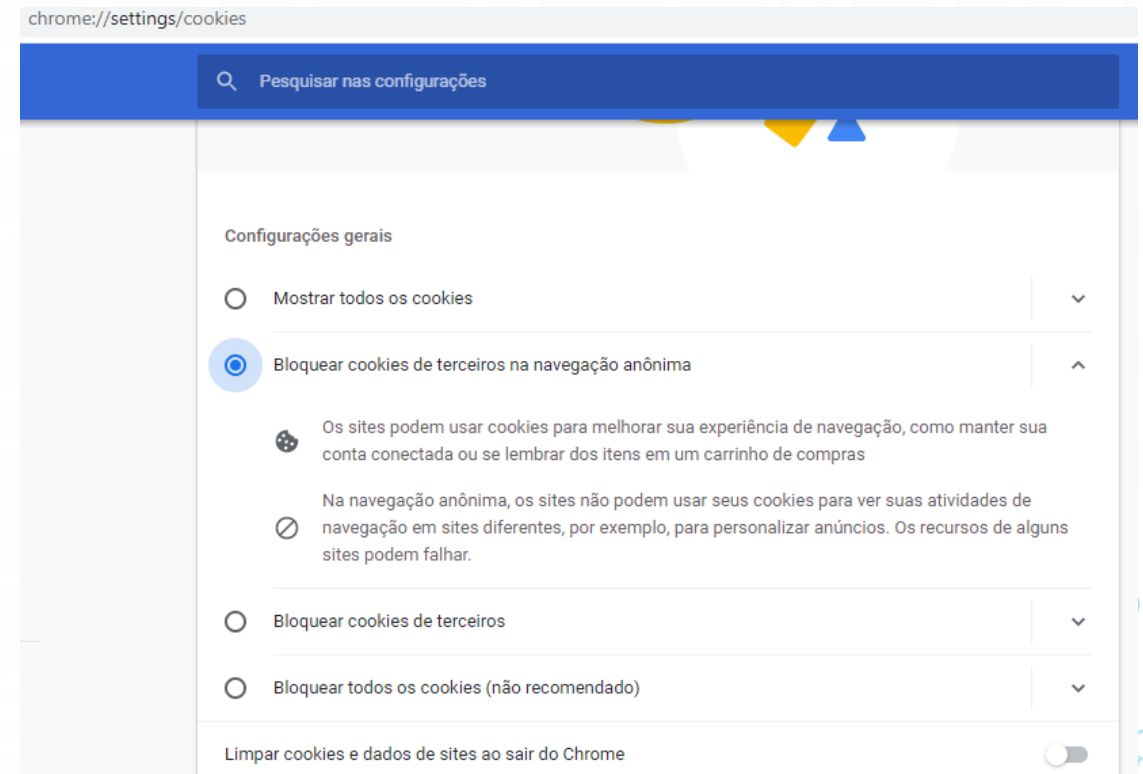 chrome://settings/cookies
Pesquisar nas configurações
Configurações gerais
Mostrar todos os cookies
Bloquear cookies de terceiros na navegação anônima
Os sites podem usar cookies para melhorar sua experiência de navegação, como manter sua
conta conectada ou se lembrar dos itens em um carrinho de compras
Na navegação anônima, os sites não podem usar seus cookies para ver suas atividades de
navegação em sites diferentes, por exemplo, para personalizar anúncios. Os recursos de alguns
sites podem falhar.
Bloquear cookies de terceiros
Bloquear todos os cookies (não recomendado)
Limpar cookies e dados de sites ao sair do Chrome